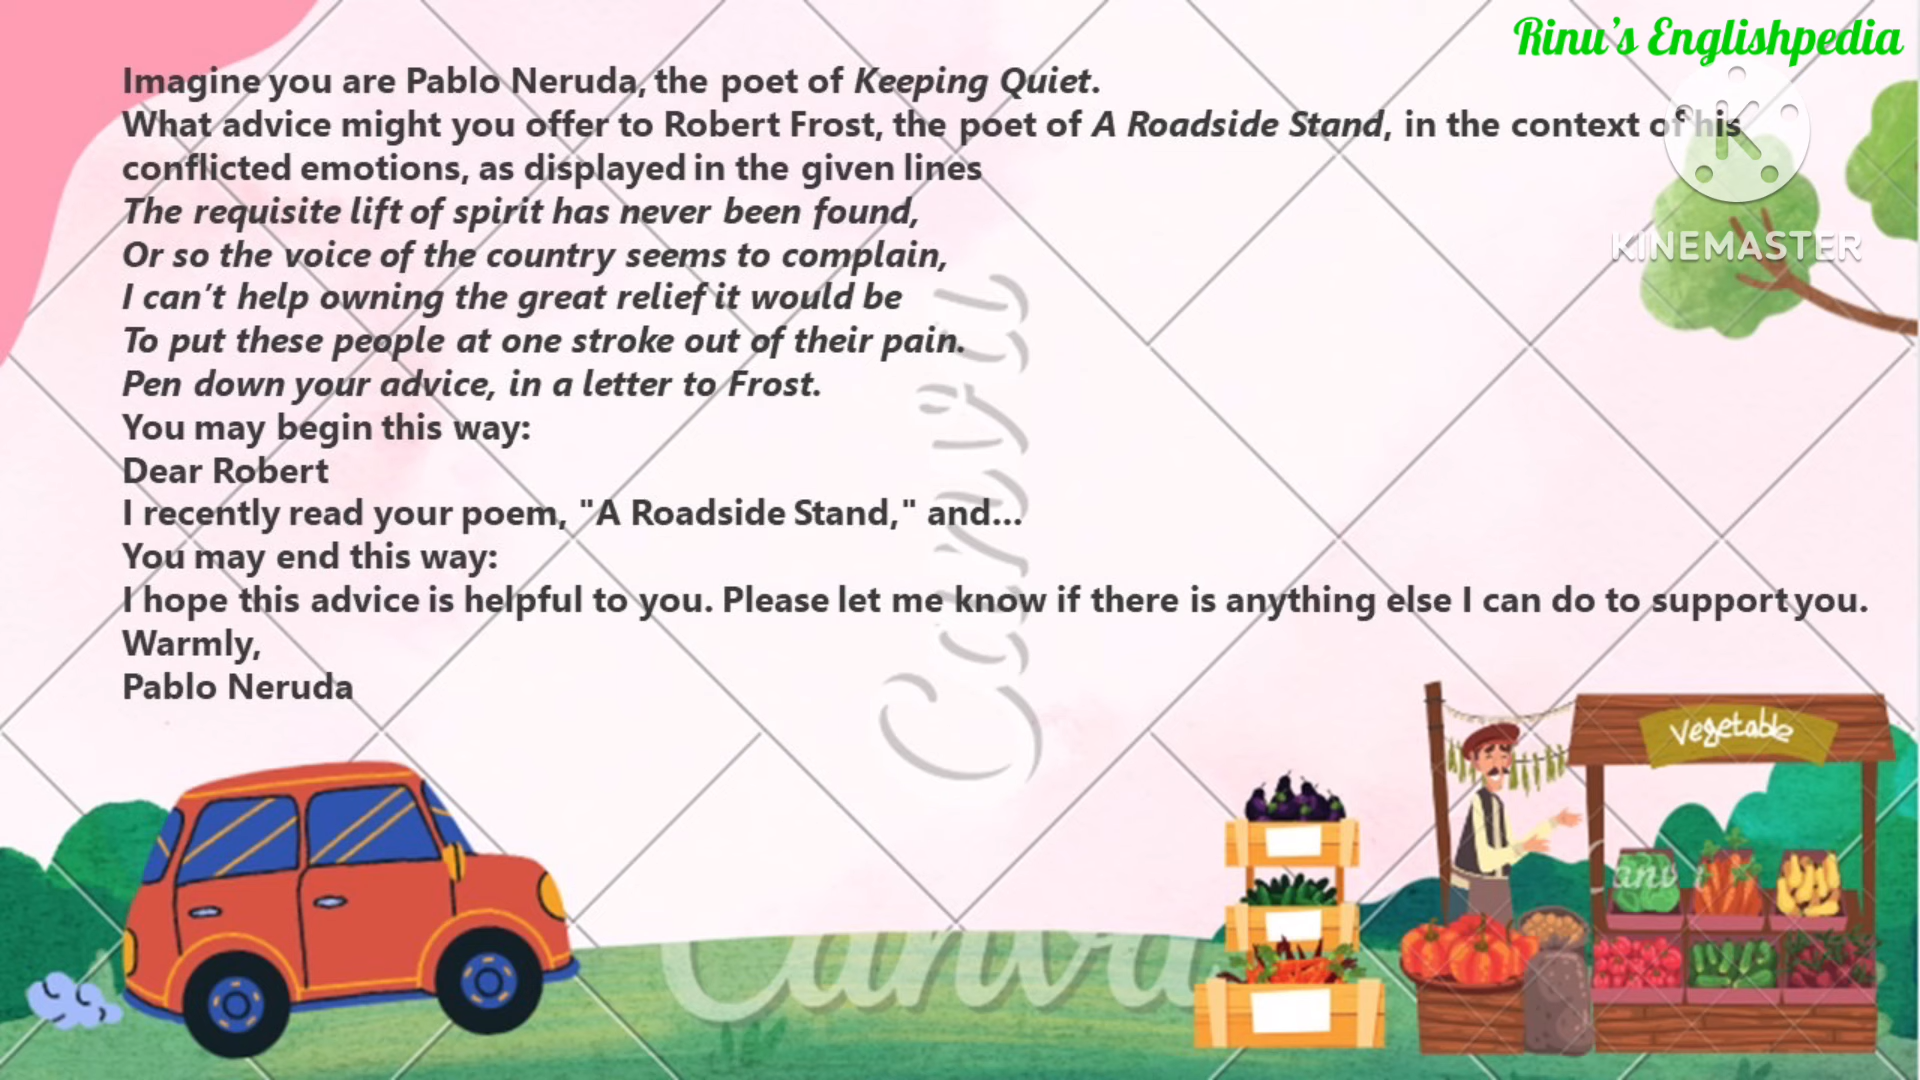 Rinu's Englishpedia
Imagine you are Pablo Neruda, the poet of Keeping Quiet.
What advice might you offer to Robert Frost, the poet of A Roadside Stand, in the context of his
conflicted emotions, as displayed in the given lines
The requisite lift of spirit has never been found,
Or so the voice of the country seems to complain,
I can't help owning the great relief it would be
To put these people at one stroke out of their pain.
Pen down your advice, in a letter to Frost.
You may begin this way:
Dear Robert
I recently read your poem, "A Roadside Stand," and...
You may end this way:
I hope this advice is helpful to you. Please let me know if there is anything else I can do to support you.
Warmly,
Pablo Neruda
K
KINEMASTER
Canva
vegetable
Canva
Canva